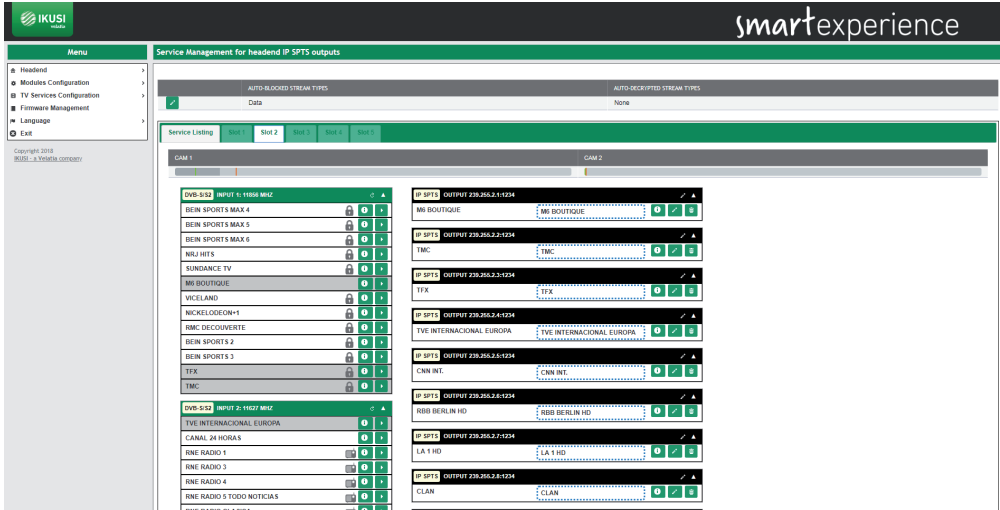 IKUSI
velatia
smartexperience
Menu
Service Management for headend IP SPTS outputs
Headend
Modules Configuration
TV Services Configuration
Firmware Management
Language
Exit
Copyright 2018
IKUSI - a Velatia company
AUTO-BLOCKED STREAM TYPES
AUTO-DECRYPTED STREAM TYPES
Data
None
Service Listing
Slot 1
Slot 2
Slot 3
Slot 4
Slot 5
CAM 1
CAM 2
DVB-S/S2 INPUT 1: 11856 MHZ
BEIN SPORTS MAX 4
BEIN SPORTS MAX 5
BEIN SPORTS MAX 6
NRJ HITS
SUNDANCE TV
M6 BOUTIQUE
VICELAND
NICKELODEON+1
RMC DECOUVERTE
BEIN SPORTS 2
BEIN SPORTS 3
TFX
TMC
DVB-S/S2 INPUT 2: 11627 MHZ
TVE INTERNACIONAL EUROPA
CANAL 24 HORAS
RNE RADIO 1
RNE RADIO 3
RNE RADIO 4
RNE RADIO 5 TODO NOTICIAS
RNE RADIO CLASICA
IP SPTS OUTPUT 239.255.2.1:1234
M6 BOUTIQUE M6 BOUTIQUE
IP SPTS OUTPUT 239.255.2.2:1234
TMC TMC
IP SPTS OUTPUT 239.255.2.3:1234
TFX TFX
IP SPTS OUTPUT 239.255.2.4:1234
TVE INTERNACIONAL EUROPA TVE INTERNACIONAL EUROPA
IP SPTS OUTPUT 239.255.2.5:1234
CNN INT. CNN INT.
IP SPTS OUTPUT 239.255.2.6:1234
RBB BERLIN HD RBB BERLIN HD
IP SPTS OUTPUT 239.255.2.7:1234
LA 1 HD LA 1 HD
IP SPTS OUTPUT 239.255.2.8:1234
CLAN CLAN